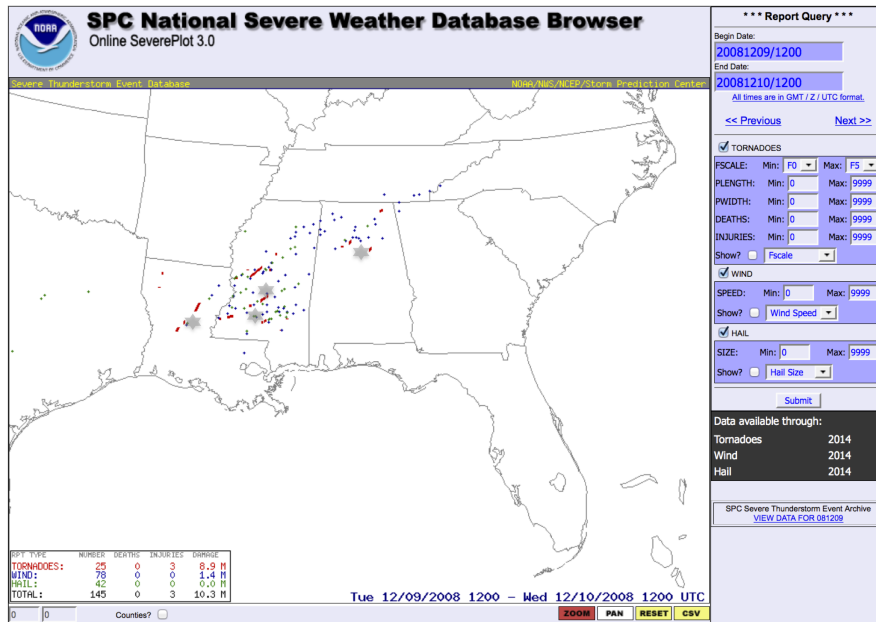 NOAA
SPC National Severe Weather Database Browser
Online SeverePlot 3.0
Severe Thunderstorm Event Database NOAA/NWS/NCEP/Storm Prediction Center
RPT TYPE NUMBER DEATHS INJURIES DAMAGE
TORNADOES: 25 0 3 8.9 M
WIND: 78 0 0 1.4 M
HAIL: 42 0 0 0.0 M
TOTAL: 145 0 3 10.3 M
Tue 12/09/2008 1200 – Wed 12/10/2008 1200 UTC
0 0 Counties? ZOOM PAN RESET CSV
* * * Report Query * * *
Begin Date:
20081209/1200
End Date:
20081210/1200
All times are in GMT / Z / UTC format.
<< Previous Next >>
TORNADOES
FSCALE: Min: F0 Max: F5
PLENGTH: Min: 0 Max: 9999
PWIDTH: Min: 0 Max: 9999
DEATHS: Min: 0 Max: 9999
INJURIES: Min: 0 Max: 9999
Show? Fscale
WIND
SPEED: Min: 0 Max: 9999
Show? Wind Speed
HAIL
SIZE: Min: 0 Max: 9999
Show? Hail Size
Submit
Data available through:
Tornadoes 2014
Wind 2014
Hail 2014
SPC Severe Thunderstorm Event Archive
VIEW DATA FOR 081209